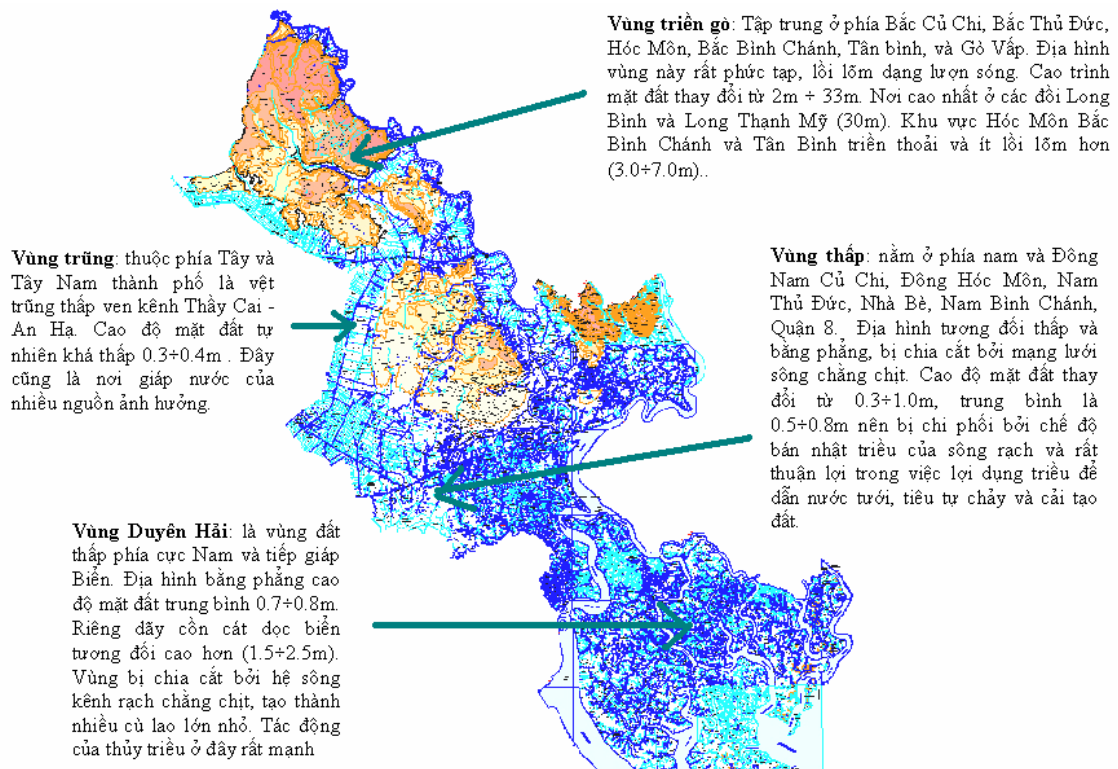 Vùng triền gò: Tập trung ở phía Bắc Củ Chi, Bắc Thủ Đức,
Hóc Môn, Bắc Bình Chánh, Tân bình, và Gò Vấp. Địa hình
vùng này rất phức tạp, lồi lõm dạng lượn sóng. Cao trình
mặt đất thay đổi từ 2m ÷ 33m. Nơi cao nhất ở các đồi Long
Bình và Long Thạnh Mỹ (30m). Khu vực Hóc Môn Bắc
Bình Chánh và Tân Bình triền thoải và ít lồi lõm hơn
(3.0÷7.0m)..
Vùng trũng: thuộc phía Tây và
Tây Nam thành phố là vệt
trũng thấp ven kênh Thầy Cai -
An Hạ. Cao độ mặt đất tự
nhiên khá thấp 0.3÷0.4m . Đây
cũng là nơi giáp nước của
nhiều nguồn ảnh hưởng.
Vùng thấp: nằm ở phía nam và Đông
Nam Củ Chi, Đông Hóc Môn, Nam
Thủ Đức, Nhà Bè, Nam Bình Chánh,
Quận 8. Địa hình tương đối thấp và
bằng phẳng, bị chia cắt bởi mạng lưới
sông chằng chịt. Cao độ mặt đất thay
đổi từ 0.3÷1.0m, trung bình là
0.5÷0.8m nên bị chi phối bởi chế độ
bán nhật triều của sông rạch và rất
thuận lợi trong việc lợi dụng triều để
dẫn nước tưới, tiêu tự chảy và cải tạo
đất.
Vùng Duyên Hải: là vùng đất
thấp phía cực Nam và tiếp giáp
Biển. Địa hình bằng phẳng cao
độ mặt đất trung bình 0.7÷0.8m.
Riêng dãy cồn cát dọc biển
tương đối cao hơn (1.5÷2.5m).
Vùng bị chia cắt bởi hệ sông
kênh rạch chằng chịt, tạo thành
nhiều cù lao lớn nhỏ. Tác động
của thủy triều ở đây rất mạnh